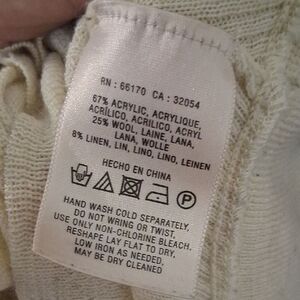 RN : 66170 CA : 32054
67% ACRYLIC, ACRYLIQUE,
ACRÍLICO, ACRILICO, ACRYL
25% WOOL, LAINE, LANA,
LANA, WOLLE
8% LINEN, LIN, LINO, LINO, LEINEN
HECHO EN CHINA
P
HAND WASH COLD SEPARATELY.
DO NOT WRING OR TWIST.
USE ONLY NON-CHLORINE BLEACH.
RESHAPE LAY FLAT TO DRY.
LOW IRON AS NEEDED.
MAY BE DRY CLEANED